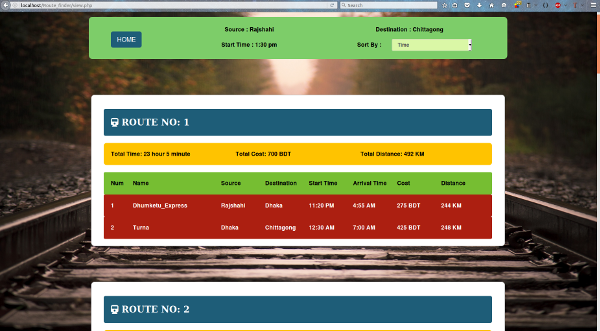 localhost/Route_finder/view.php
Search
HOME
Source : Rajshahi
Destination : Chittagong
Start Time : 1:30 pm
Sort By :
Time
ROUTE NO: 1
Total Time: 23 hour 5 minute
Total Cost: 700 BDT
Total Distance: 492 KM
Num Name Source Destination Start Time Arrival Time Cost Distance
1 Dhumketu_Express Rajshahi Dhaka 11:20 PM 4:55 AM 275 BDT 244 KM
2 Turna Dhaka Chittagong 12:30 AM 7:00 AM 425 BDT 248 KM
ROUTE NO: 2